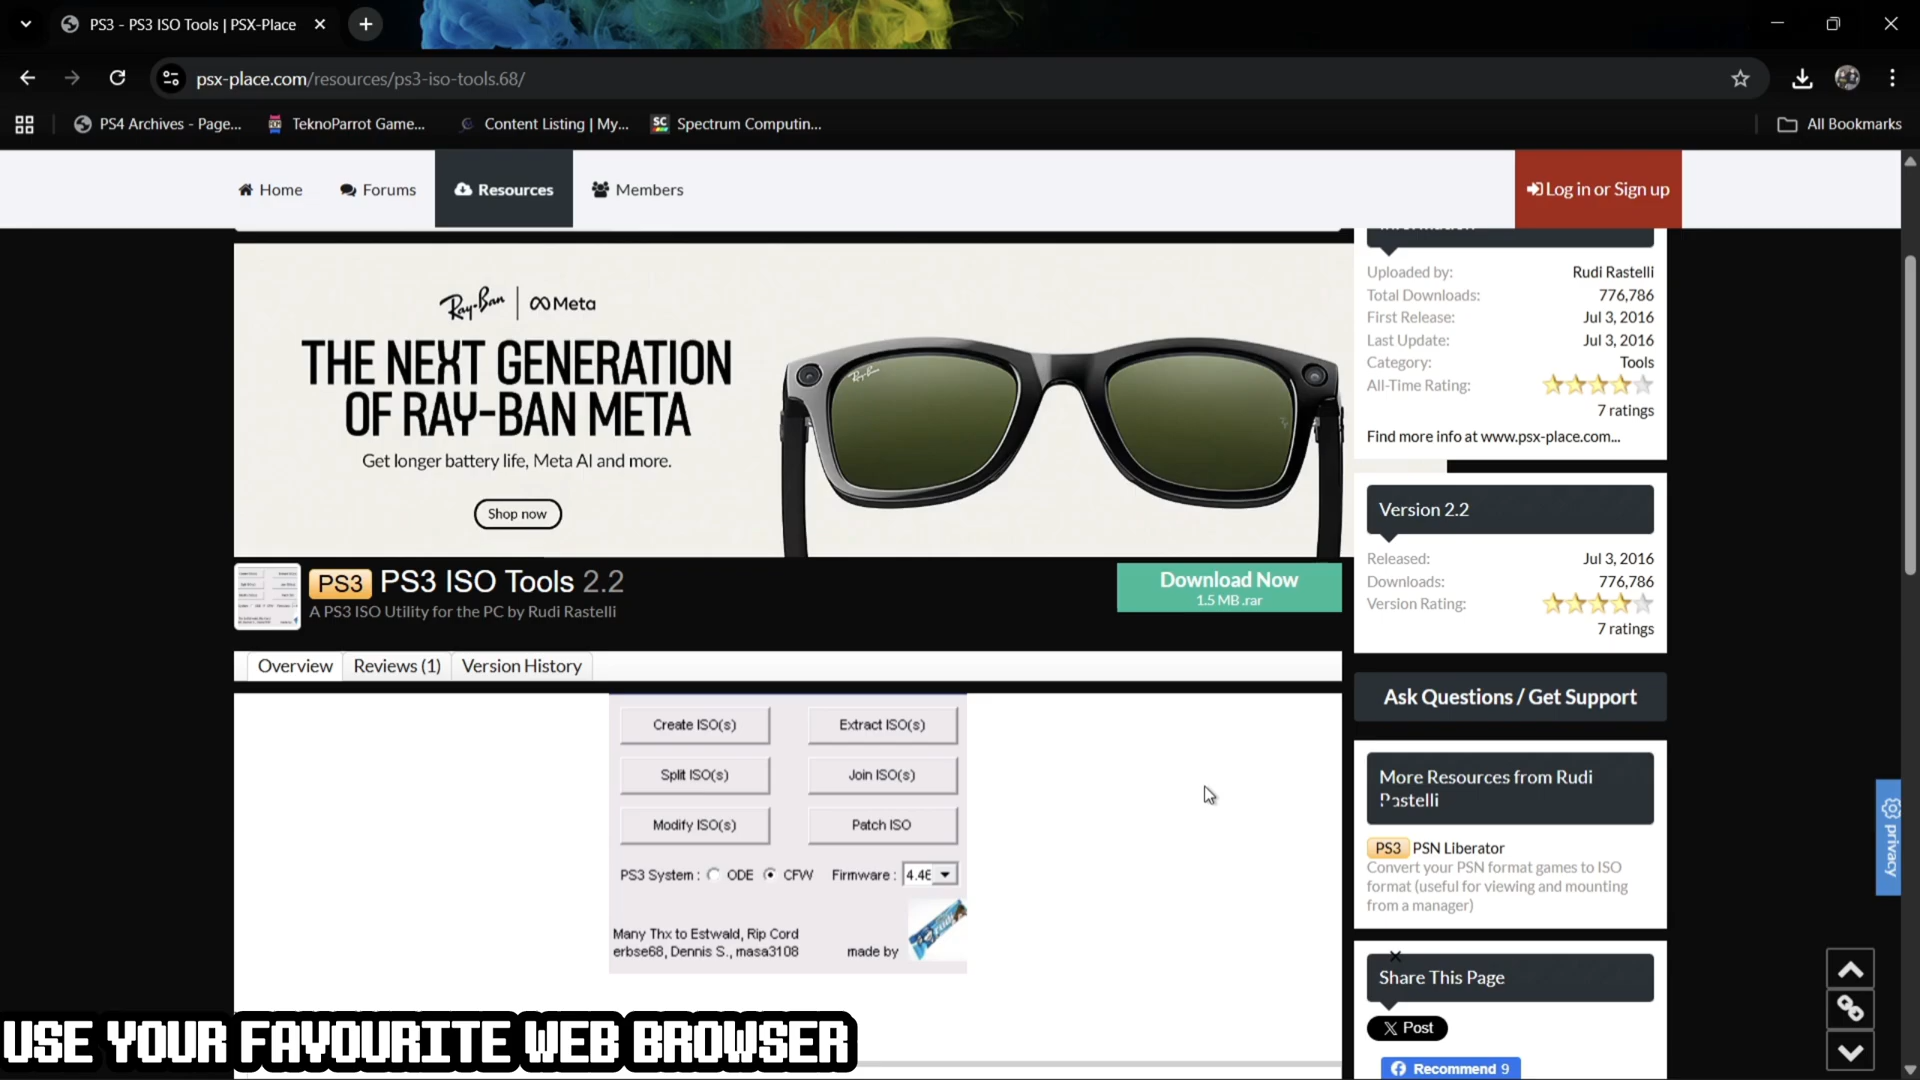 PS3 - PS3 ISO Tools | PSX-Place
psx-place.com/resources/ps3-iso-tools.68/
PS4 Archives - Page...
TeknoParrot Game...
Content Listing | My...
SC
Spectrum Computin...
All Bookmarks
Home
Forums
Resources
Members
Log in or Sign up
Ray-Ban | Meta
THE NEXT GENERATION
OF RAY-BAN META
Get longer battery life, Meta AI and more.
Shop now
Uploaded by: Rudi Rastelli
Total Downloads: 776,786
First Release: Jul 3, 2016
Last Update: Jul 3, 2016
Category: Tools
All-Time Rating:
7 ratings
Find more info at www.psx-place.com...
Version 2.2
Released: Jul 3, 2016
Downloads: 776,786
Version Rating:
7 ratings
PS3 PS3 ISO Tools 2.2
A PS3 ISO Utility for the PC by Rudi Rastelli
Download Now
1.5 MB .rar
Overview
Reviews (1)
Version History
Create ISO(s)
Extract ISO(s)
Split ISO(s)
Join ISO(s)
Modify ISO(s)
Patch ISO
PS3 System : ODE CFW Firmware : 4.46
Many Thx to Estwald, Rip Cord
erbse68, Dennis S., masa3108
made by
Ask Questions / Get Support
More Resources from Rudi
Rastelli
PS3 PSN Liberator
Convert your PSN format games to ISO
format (useful for viewing and mounting
from a manager)
Share This Page
X Post
Recommend 9
privacy
USE YOUR FAVOURITE WEB BROWSER